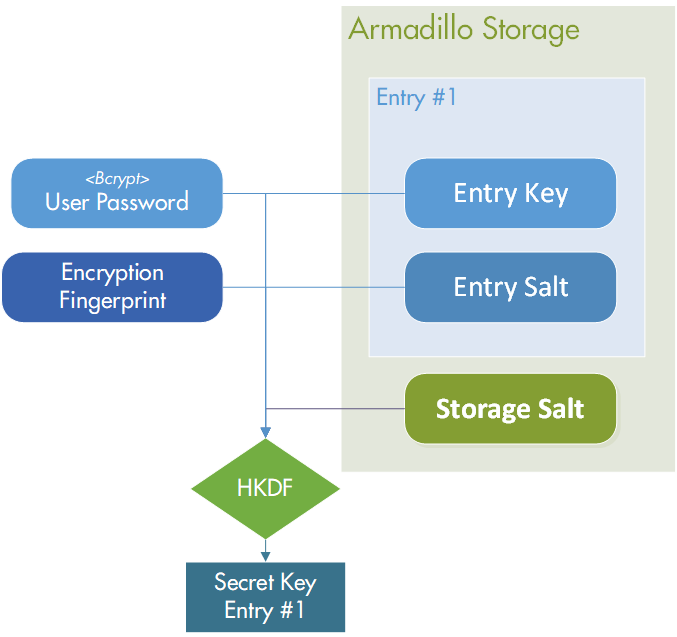 Armadillo Storage
Entry #1
<Bcrypt>
User Password
Entry Key
Encryption
Fingerprint
Entry Salt
Storage Salt
HKDF
Secret Key
Entry #1